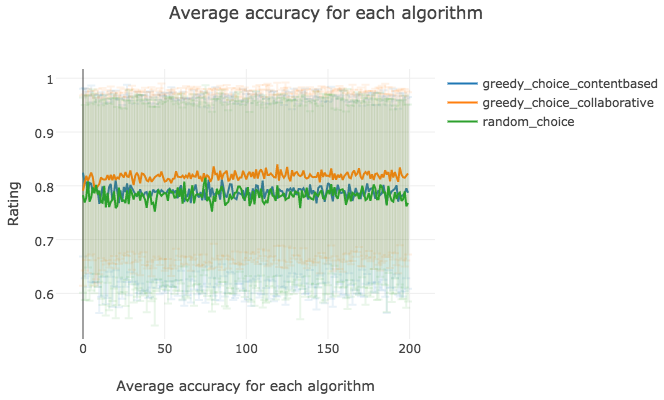 Average accuracy for each algorithm
greedy_choice_contentbased
greedy_choice_collaborative
random_choice
Rating
1
0.9
0.8
0.7
0.6
0
50
100
150
200
Average accuracy for each algorithm